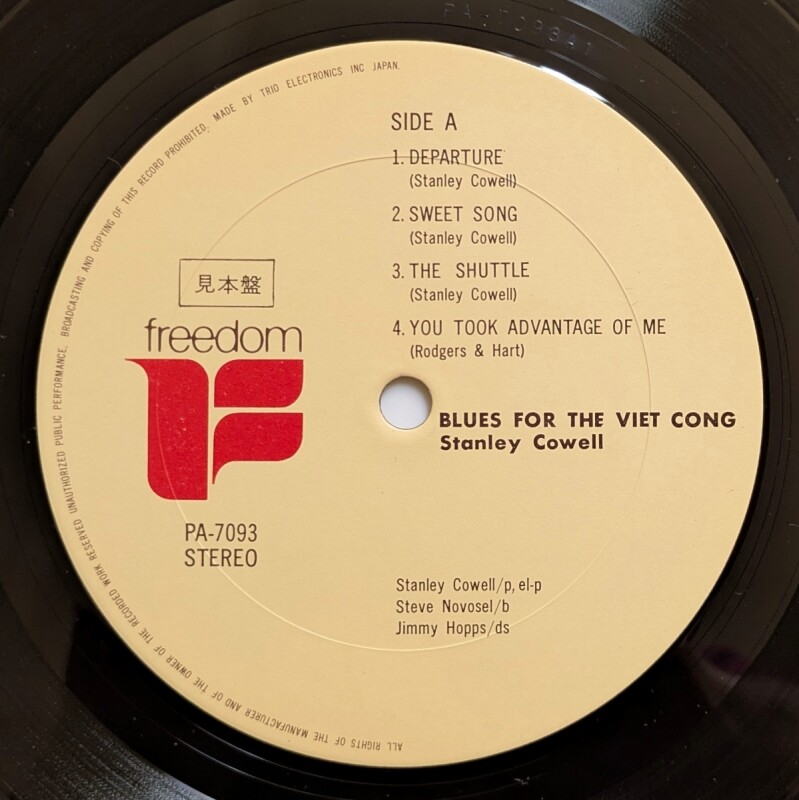 SIDE A
1. DEPARTURE
(Stanley Cowell)
2. SWEET SONG
(Stanley Cowell)
3. THE SHUTTLE
(Stanley Cowell)
4. YOU TOOK ADVANTAGE OF ME
(Rodgers & Hart)
見本盤
freedom
BLUES FOR THE VIET CONG
Stanley Cowell
PA-7093
STEREO
Stanley Cowell/p, el-p
Steve Novosel/b
Jimmy Hopps/ds
ALL RIGHTS OF THE MANUFACTURER AND OF THE OWNER OF THE RECORDED WORK RESERVED UNAUTHORIZED PUBLIC PERFORMANCE, BROADCASTING AND COPYING OF THIS RECORD PROHIBITED, MADE BY TRIO ELECTRONICS INC JAPAN.